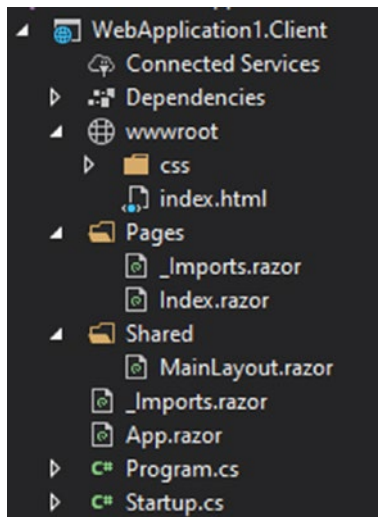 WebApplication1.Client
Connected Services
Dependencies
wwwroot
css
index.html
Pages
_Imports.razor
Index.razor
Shared
MainLayout.razor
_Imports.razor
App.razor
C# Program.cs
C# Startup.cs